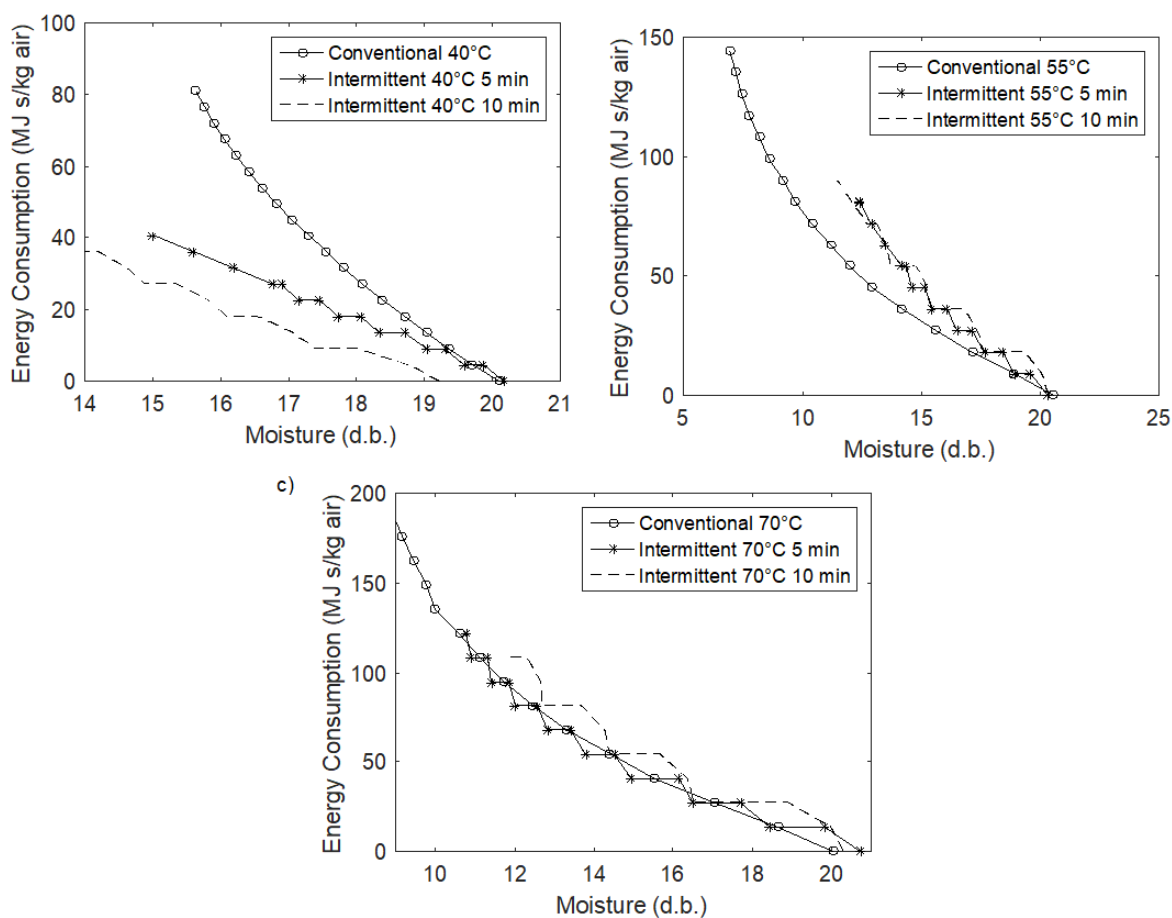 100
80
60
40
20
0
Energy Consumption (MJ s/kg air)
Conventional 40°C
Intermittent 40°C 5 min
Intermittent 40°C 10 min
14 15 16 17 18 19 20 21
Moisture (d.b.)
150
100
50
0
Energy Consumption (MJ s/kg air)
Conventional 55°C
Intermittent 55°C 5 min
Intermittent 55°C 10 min
5 10 15 20 25
Moisture (d.b.)
c)
200
150
100
50
0
Energy Consumption (MJ s/kg air)
Conventional 70°C
Intermittent 70°C 5 min
Intermittent 70°C 10 min
10 12 14 16 18 20
Moisture (d.b.)